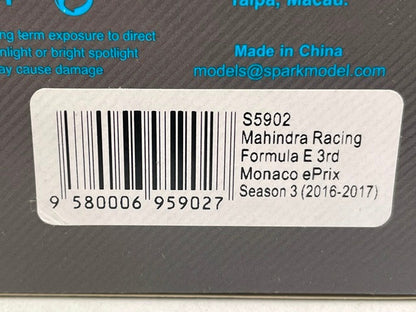 Taipa, Macau.
ng term exposure to direct
nlight or bright spotlight
ay cause damage
Made in China
models@sparkmodel.com
S5902
Mahindra Racing
Formula E 3rd
Monaco ePrix
Season 3 (2016-2017)
9 580006 959027